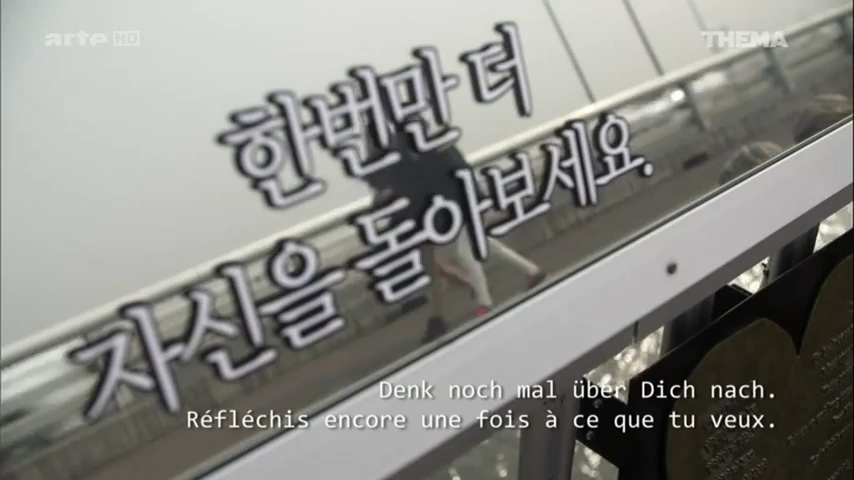 arte HD
THEMA
한번만 더
자신을 돌아보세요.
Denk noch mal über Dich nach.
Réfléchis encore une fois à ce que tu veux.